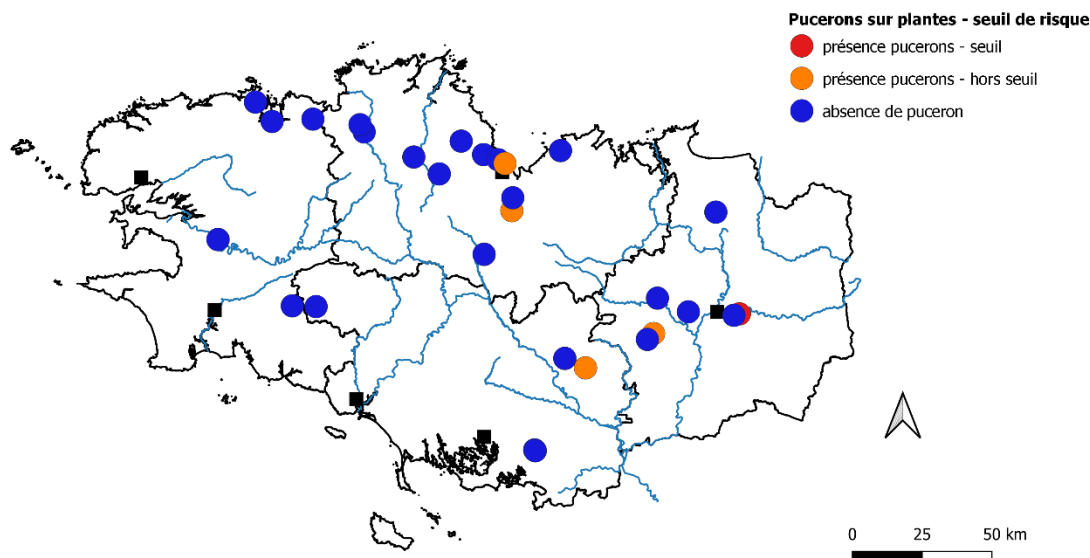 Pucerons sur plantes - seuil de risque
présence pucerons - seuil
présence pucerons - hors seuil
absence de puceron
0 25 50 km